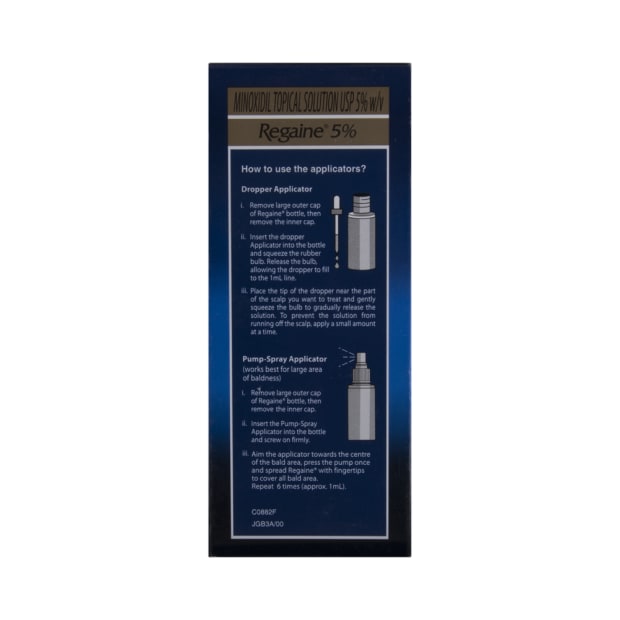 MINOXIDIL TOPICAL SOLUTION USP 5% w/v
Regaine® 5%
How to use the applicators?
Dropper Applicator
i. Remove large outer cap
of Regaine® bottle, then
remove the inner cap.
ii. Insert the dropper
Applicator into the bottle
and squeeze the rubber
bulb. Release the bulb,
allowing the dropper to fill
to the 1mL line.
iii. Place the tip of the dropper near the part
of the scalp you want to treat and gently
squeeze the bulb to gradually release the
solution. To prevent the solution from
running off the scalp, apply a small amount
at a time.
Pump-Spray Applicator
(works best for large area
of baldness)
i. Remove large outer cap
of Regaine® bottle, then
remove the inner cap.
ii. Insert the Pump-Spray
Applicator into the bottle
and screw on firmly.
iii. Aim the applicator towards the centre
of the bald area, press the pump once
and spread Regaine® with fingertips
to cover all bald area.
Repeat 6 times (approx. 1mL).
C0882F
JGB3A/00